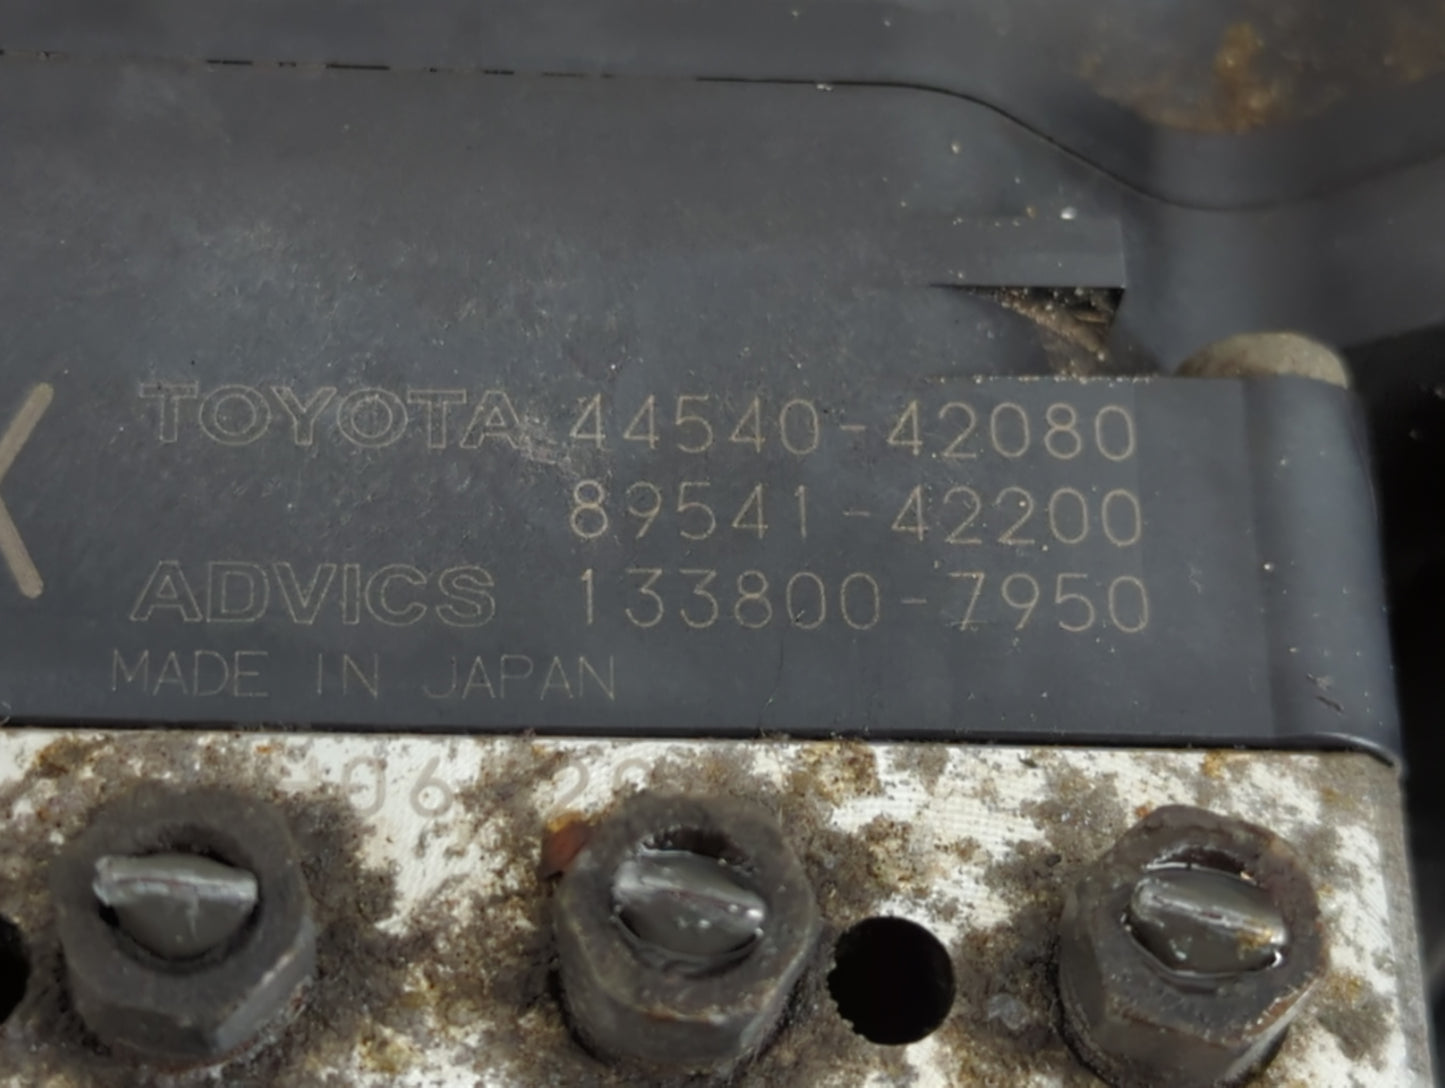 TOYOTA 44540-42080
89541-42200
ADVICS 133800-7950
MADE IN JAPAN